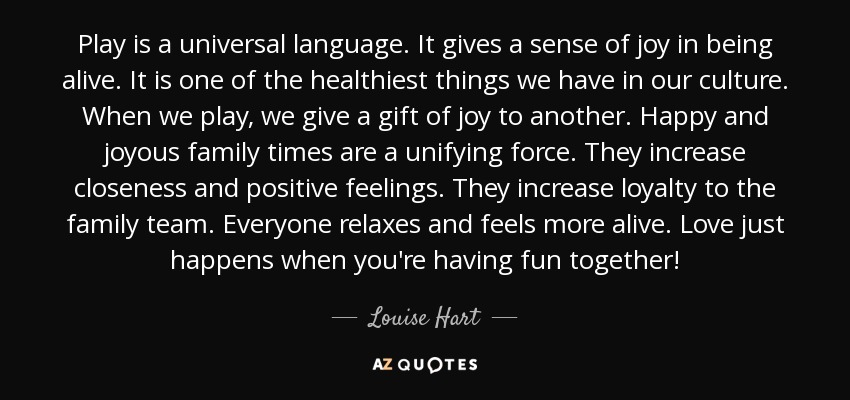 Play is a universal language. It gives a sense of joy in being
alive. It is one of the healthiest things we have in our culture.
When we play, we give a gift of joy to another. Happy and
joyous family times are a unifying force. They increase
closeness and positive feelings. They increase loyalty to the
family team. Everyone relaxes and feels more alive. Love just
happens when you're having fun together!
Louise Hart
AZ QUOTES